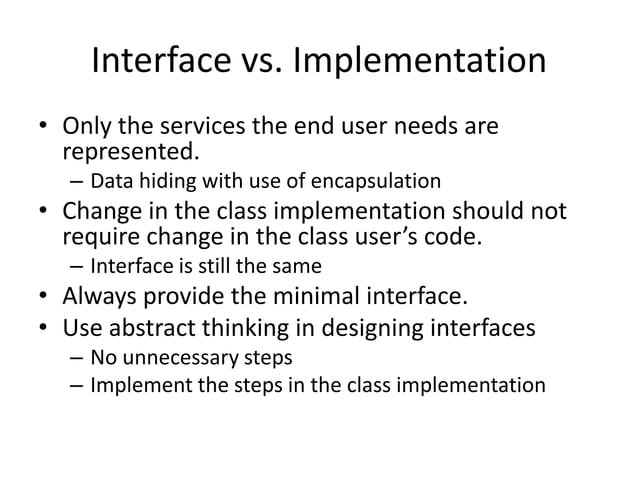 Interface vs. Implementation
• Only the services the end user needs are
represented.
– Data hiding with use of encapsulation
• Change in the class implementation should not
require change in the class user's code.
– Interface is still the same
• Always provide the minimal interface.
• Use abstract thinking in designing interfaces
– No unnecessary steps
– Implement the steps in the class implementation